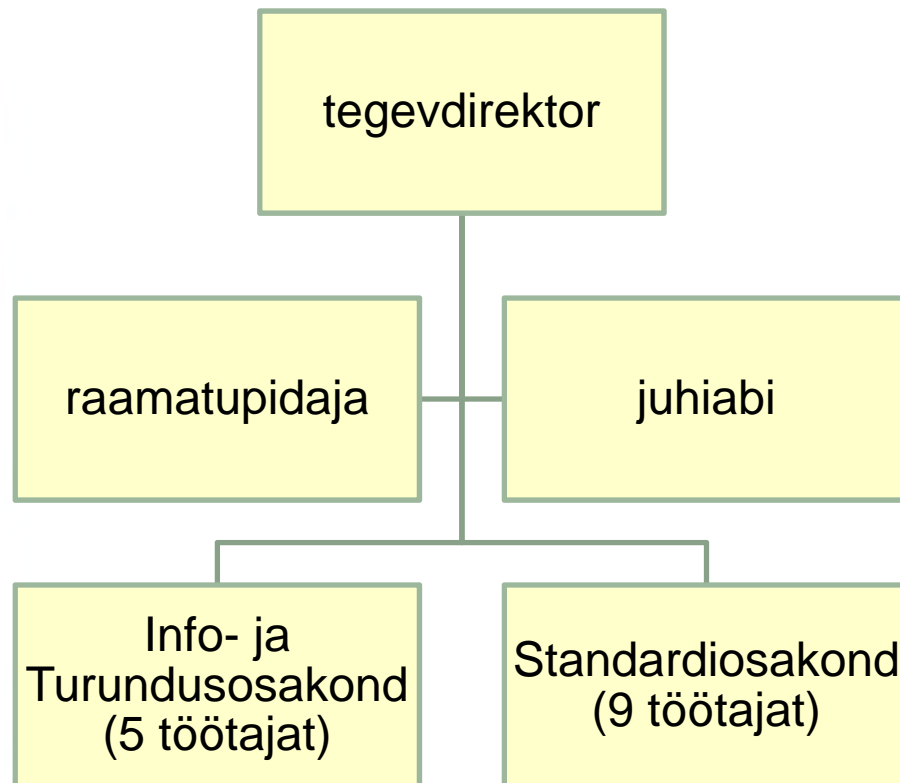 tegevdirektor
raamatupidaja
juhiabi
Info- ja
Turundusosakond
(5 töötajat)
Standardiosakond
(9 töötajat)